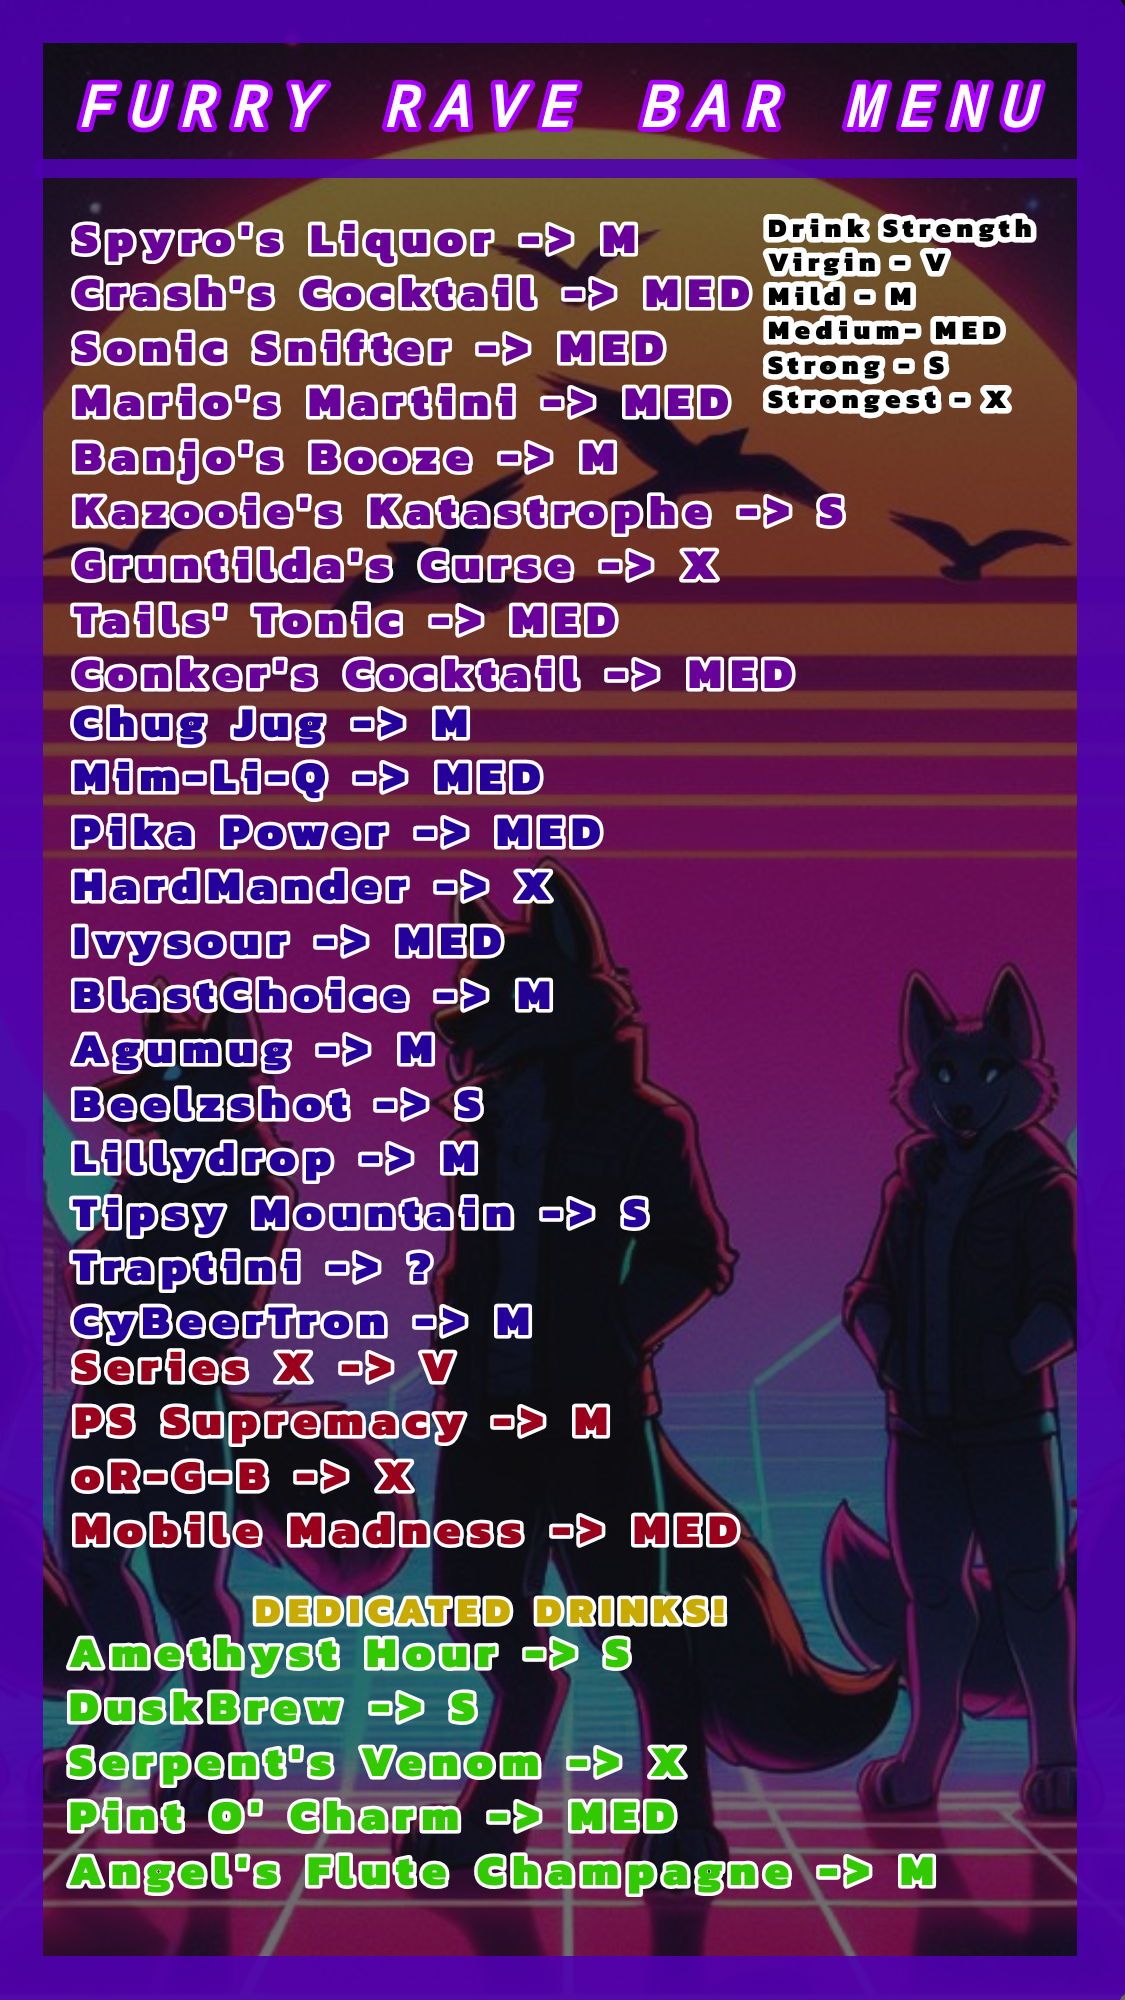 FURRY RAVE BAR MENU
Spyro's Liquor -> M
Crash's Cocktail -> MED
Sonic Snifter -> MED
Mario's Martini -> MED
Banjo's Booze -> M
Kazooie's Katastrophe -> S
Gruntilda's Curse -> X
Tails' Tonic -> MED
Conker's Cocktail -> MED
Chug Jug -> M
Mim-Li-Q -> MED
Pika Power -> MED
HardMander -> X
Ivysour -> MED
BlastChoice -> M
Agumug -> M
Beelzshot -> S
Lillydrop -> M
Tipsy Mountain -> S
Traptini -> ?
CyBeerTron -> M
Series X -> V
PS Supremacy -> M
oR-G-B -> X
Mobile Madness -> MED
Drink Strength
Virgin - V
Mild - M
Medium- MED
Strong - S
Strongest - X
DEDICATED DRINKS!
Amethyst Hour -> S
DuskBrew -> S
Serpent's Venom -> X
Pint O' Charm -> MED
Angel's Flute Champagne -> M